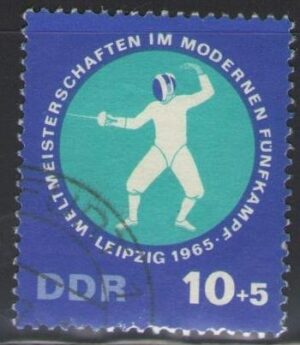 WELTMEISTERSCHAFTEN IM MODERNEN FÜNFKAMPF · LEIPZIG 1965 ·
DDR 10+5